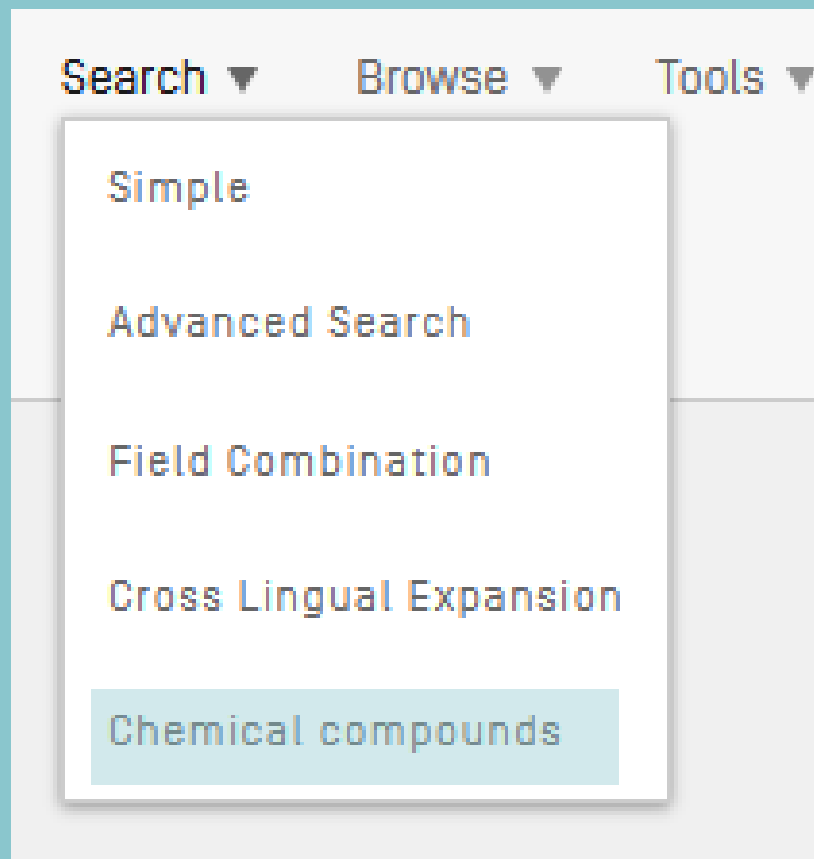 Search ▼ Browse ▼ Tools ▼
Simple
Advanced Search
Field Combination
Cross Lingual Expansion
Chemical compounds